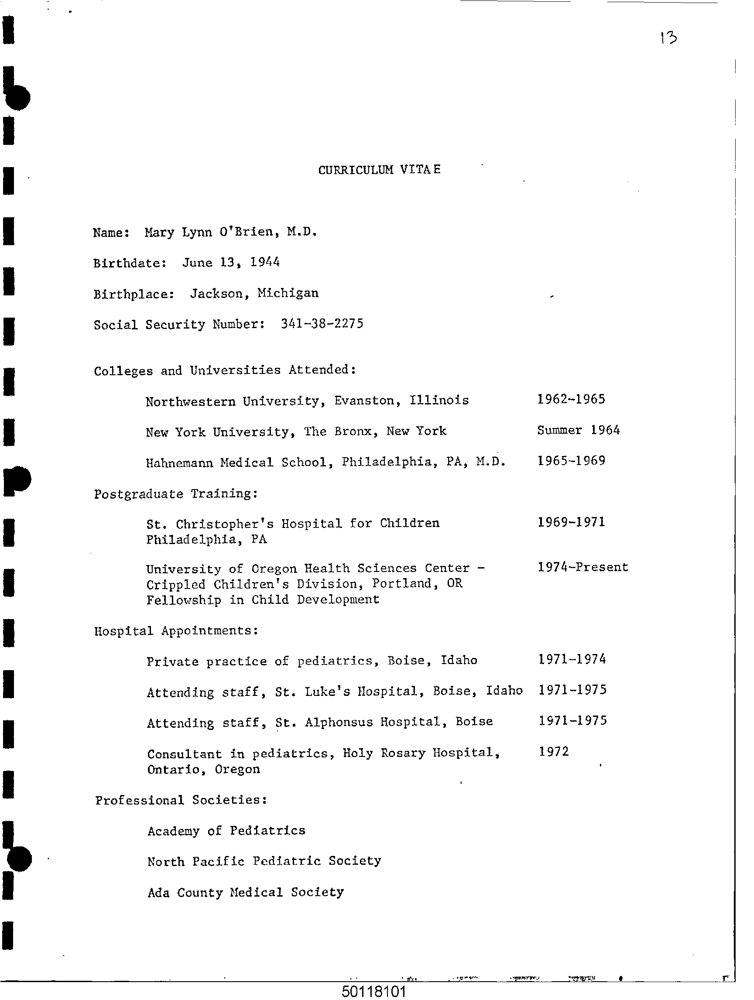 13
CURRICULUM VITAE
Name: Mary Lynn O'Brien, M.D.
Birthdate: June 13, 1944
Birthplace: Jackson, Michigan
Social Security Number: 341-38-2275
Colleges and Universities Attended:
Northwestern University, Evanston, Illinois 1962-1965
New York University, The Bronx, New York Summer 1964
Hahnemann Medical School, Philadelphia, PA, M.D. 1965-1969
Postgraduate Training:
St. Christopher's Hospital for Children 1969-1971
Philadelphia, PA
University of Oregon Health Sciences Center - 1974-Present
Crippled Children's Division, Portland, OR
Fellowship in Child Development
Hospital Appointments:
Private practice of pediatrics, Boise, Idaho 1971-1974
Attending staff, St. Luke's Hospital, Boise, Idaho 1971-1975
Attending staff, St. Alphonsus Hospital, Boise 1971-1975
Consultant in pediatrics, Holy Rosary Hospital, 1972
Ontario, Oregon
Professional Societies:
Academy of Pediatrics
North Pacific Pediatric Society
Ada County Medical Society
50118101